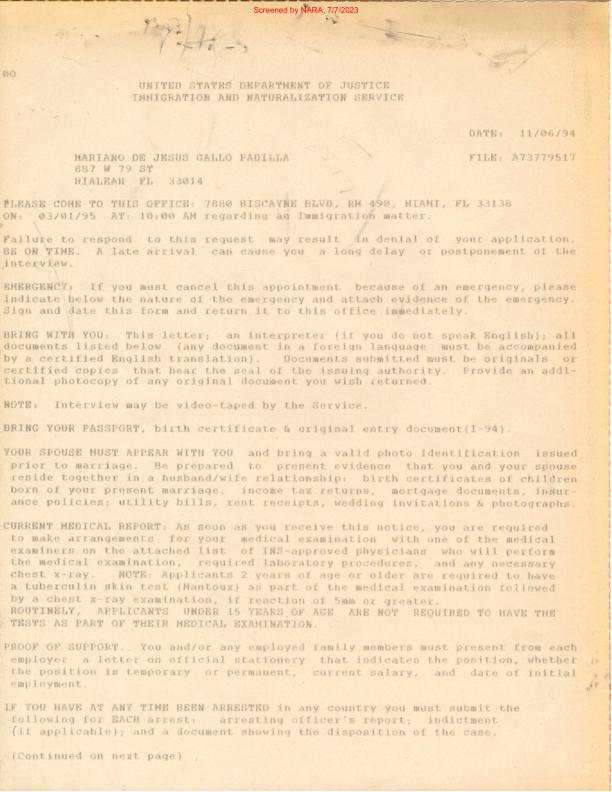 Screened by NARA, 7/7/2023
00
UNITED STATES DEPARTMENT OF JUSTICE
IMMIGRATION AND NATURALIZATION SERVICE
DATE: 11/06/94
MARIANO DE JESUS GALLO PADILLA FILE: A73779517
887 W 79 ST
HIALEAH FL 33014
PLEASE COME TO THIS OFFICE: 7880 BISCAYNE BLVD, RM 490, MIAMI, FL 33138
ON: 03/01/95 AT: 10:00 AM regarding an Immigration matter.
Failure to respond to this request may result in denial of your application.
BE ON TIME. A late arrival can cause you a long delay or postponement of the
interview.
EMERGENCY: If you must cancel this appointment because of an emergency, please
indicate below the nature of the emergency and attach evidence of the emergency.
Sign and date this form and return it to this office immediately.
BRING WITH YOU: This letter; an interpreter (if you do not speak English); all
documents listed below (any document in a foreign language must be accompanied
by a certified English translation). Documents submitted must be originals or
certified copies that bear the seal of the issuing authority. Provide an addi-
tional photocopy of any original document you wish returned.
NOTE: Interview may be video-taped by the Service.
BRING YOUR PASSPORT, birth certificate & original entry document(I-94).
YOUR SPOUSE MUST APPEAR WITH YOU and bring a valid photo identification issued
prior to marriage. Be prepared to present evidence that you and your spouse
reside together in a husband/wife relationship: birth certificates of children
born of your present marriage, income tax returns, mortgage documents, insur-
ance policies; utility bills, rent receipts, wedding invitations & photographs.
CURRENT MEDICAL REPORT: As soon as you receive this notice, you are required
to make arrangements for your medical examination with one of the medical
examiners on the attached list of INS-approved physicians who will perform
the medical examination, required laboratory procedures, and any necessary
chest x-ray. NOTE: Applicants 2 years of age or older are required to have
a tuberculin skin test (Mantoux) as part of the medical examination followed
by a chest x-ray examination, if reaction of 5mm or greater.
ROUTINELY, APPLICANTS UNDER 15 YEARS OF AGE ARE NOT REQUIRED TO HAVE THE
TESTS AS PART OF THEIR MEDICAL EXAMINATION.
PROOF OF SUPPORT. You and/or any employed family members must present from each
employer a letter on official stationery that indicates the position, whether
the position is temporary or permanent, current salary, and date of initial
employment.
IF YOU HAVE AT ANY TIME BEEN ARRESTED in any country you must submit the
following for EACH arrest: arresting officer's report; indictment
{if applicable}; and a document showing the disposition of the case.
(Continued on next page)